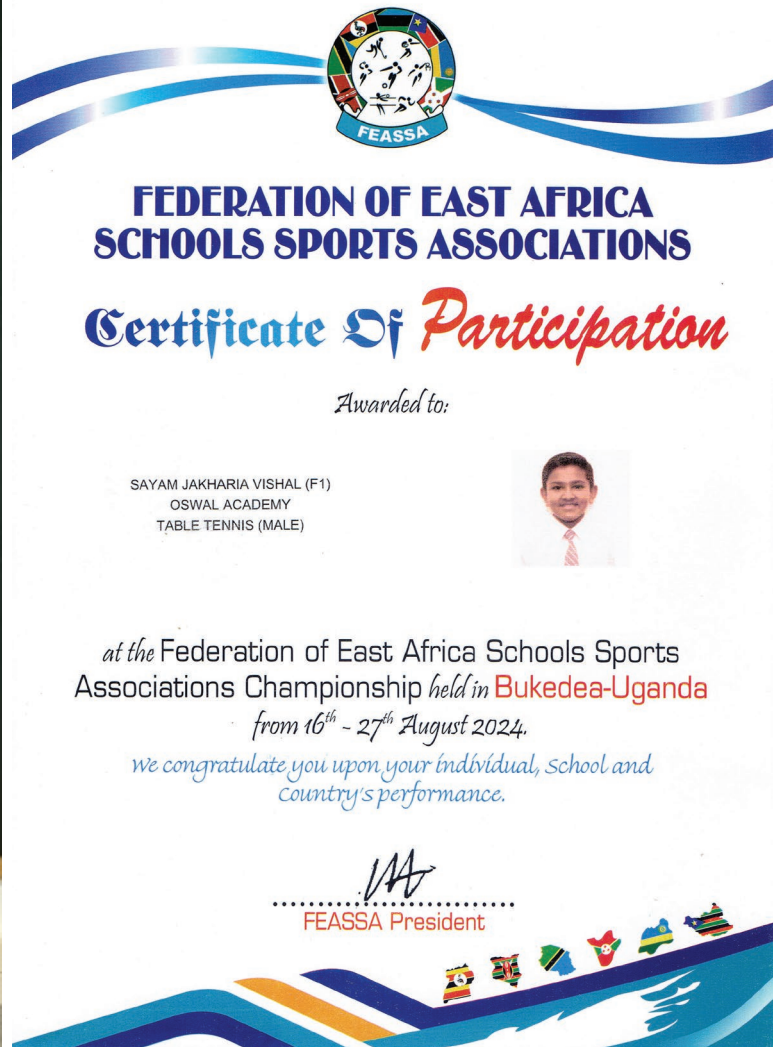 FEASSA
FEDERATION OF EAST AFRICA
SCHOOLS SPORTS ASSOCIATIONS
Certificate Of Participation
Awarded to:
SAYAM JAKHARIA VISHAL (F1)
OSWAL ACADEMY
TABLE TENNIS (MALE)
at the Federation of East Africa Schools Sports
Associations Championship held in Bukedea-Uganda
from 16th - 27th August 2024.
We congratulate you upon your individual, School and
Country's performance.
FEASSA President